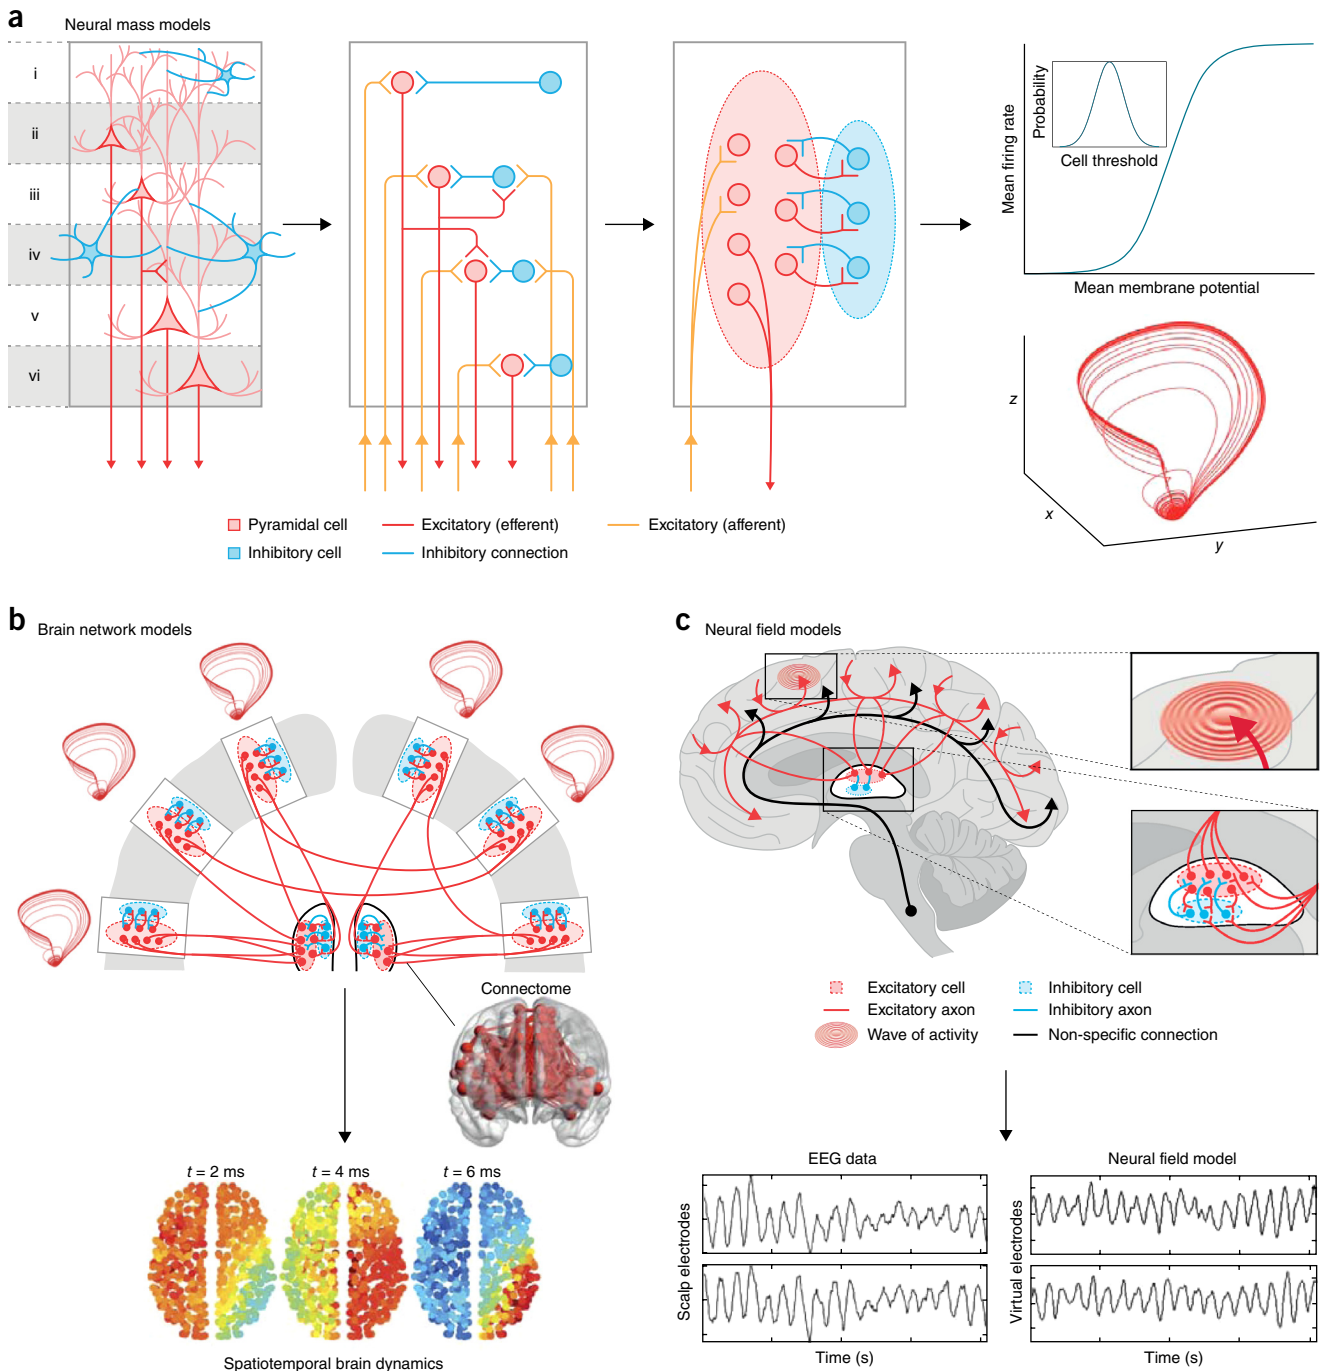 a
Neural mass models
i
ii
iii
iv
v
vi
Mean firing rate
Probability
Cell threshold
Mean membrane potential
z
x
y
Pyramidal cell
Excitatory (efferent)
Excitatory (afferent)
Inhibitory cell
Inhibitory connection
b
Brain network models
Connectome
t = 2 ms
t = 4 ms
t = 6 ms
Spatiotemporal brain dynamics
c
Neural field models
Excitatory cell
Inhibitory cell
Excitatory axon
Inhibitory axon
Wave of activity
Non-specific connection
EEG data
Neural field model
Scalp electrodes
Virtual electrodes
Time (s)
Time (s)